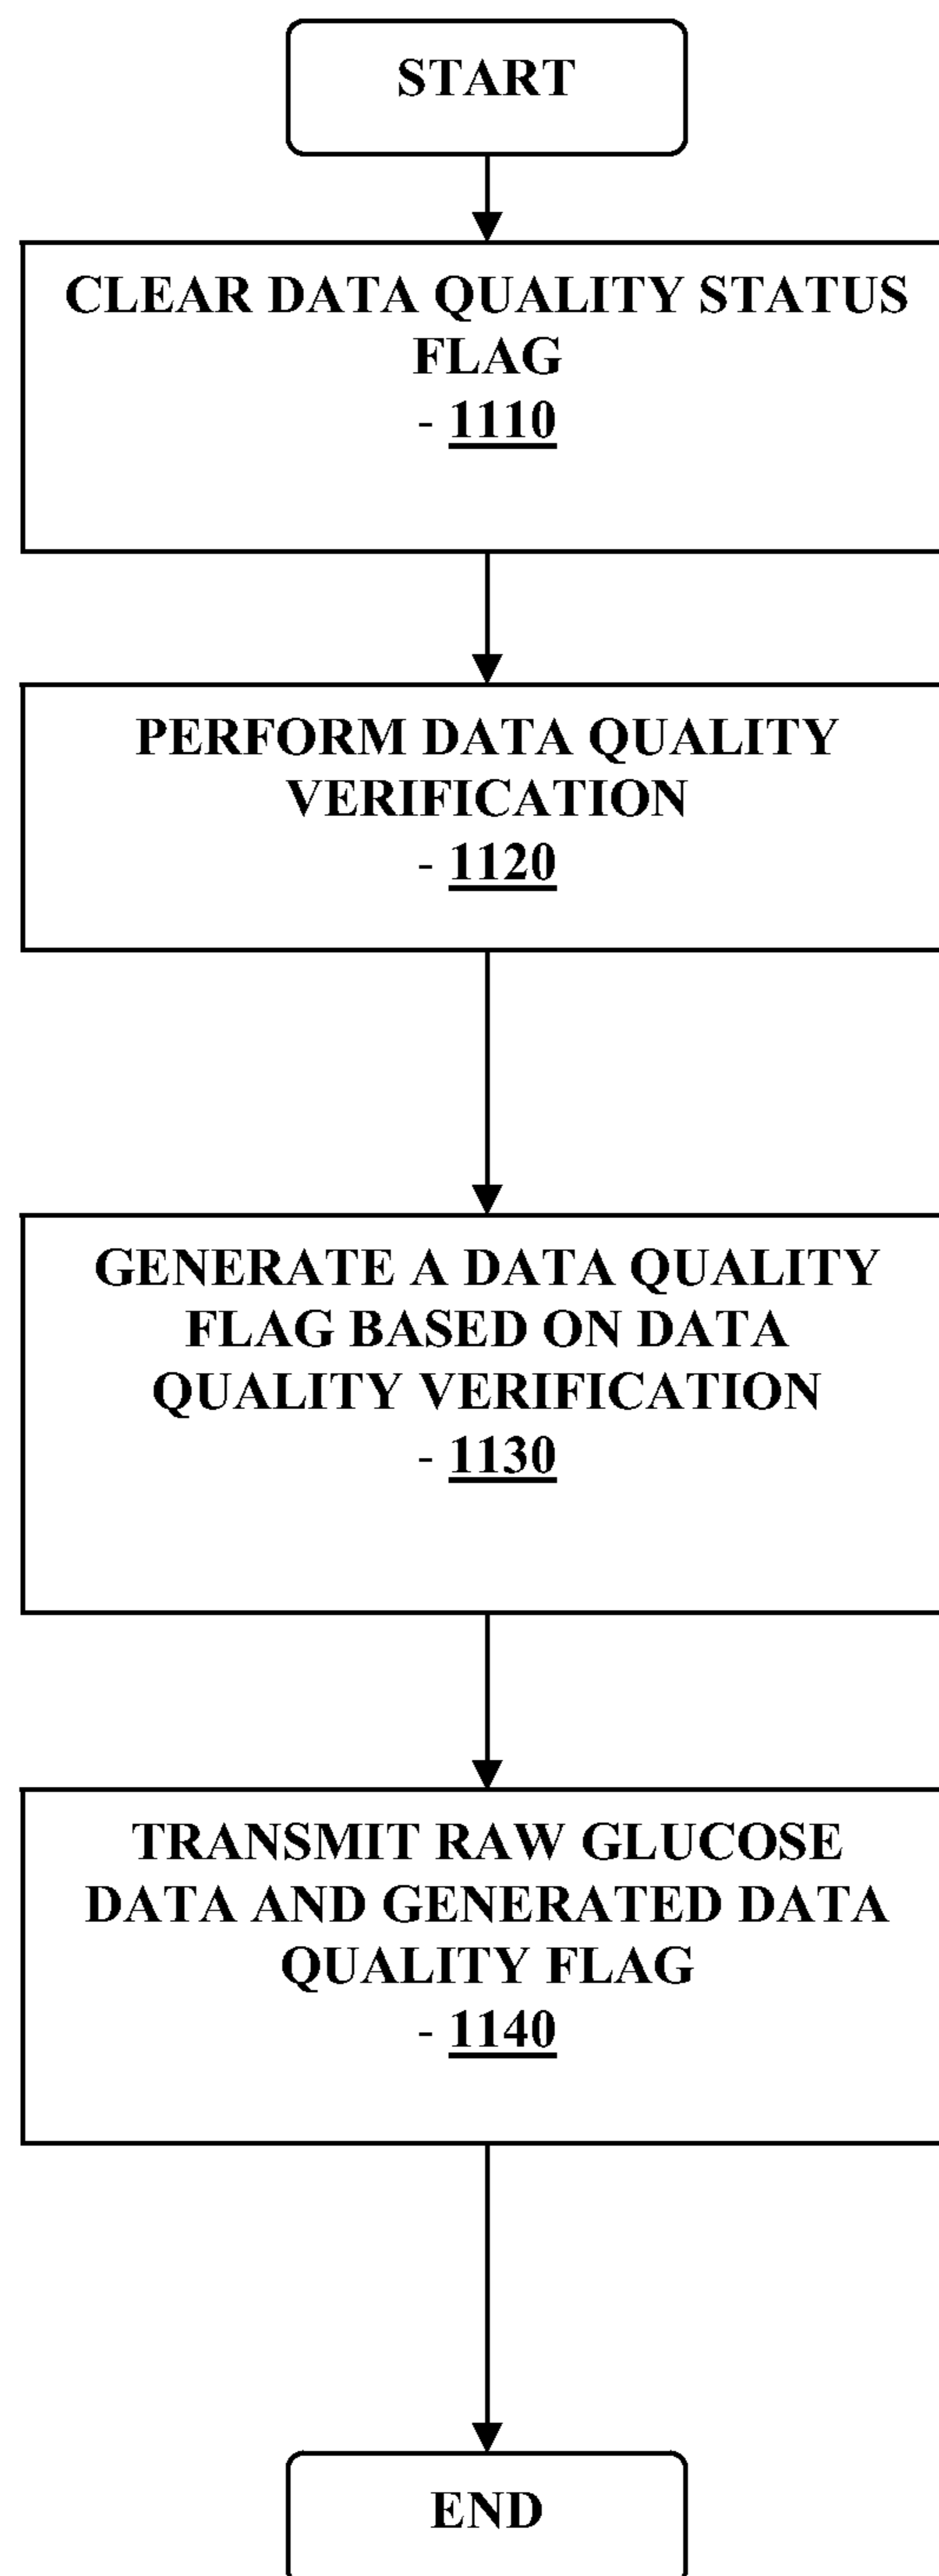 START
CLEAR DATA QUALITY STATUS
FLAG
- 1110
PERFORM DATA QUALITY
VERIFICATION
- 1120
GENERATE A DATA QUALITY
FLAG BASED ON DATA
QUALITY VERIFICATION
- 1130
TRANSMIT RAW GLUCOSE
DATA AND GENERATED DATA
QUALITY FLAG
- 1140
END